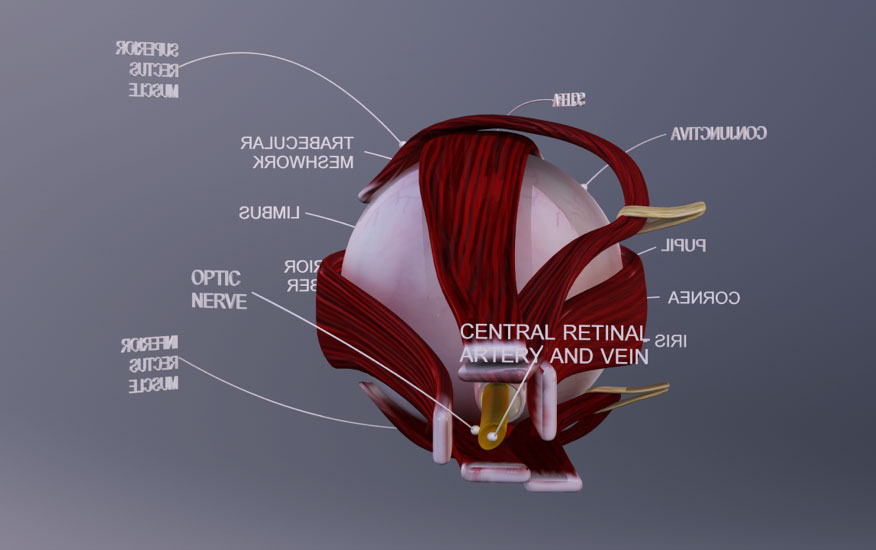 SUPERIOR
RECTUS
MUSCLE
SCLERA
CONJUNCTIVA
TRABECULAR
MESHWORK
LIMBUS
PUPIL
RIOR
BER
OPTIC
NERVE
CORNEA
CENTRAL RETINAL
ARTERY AND VEIN
IRIS
INFERIOR
RECTUS
MUSCLE